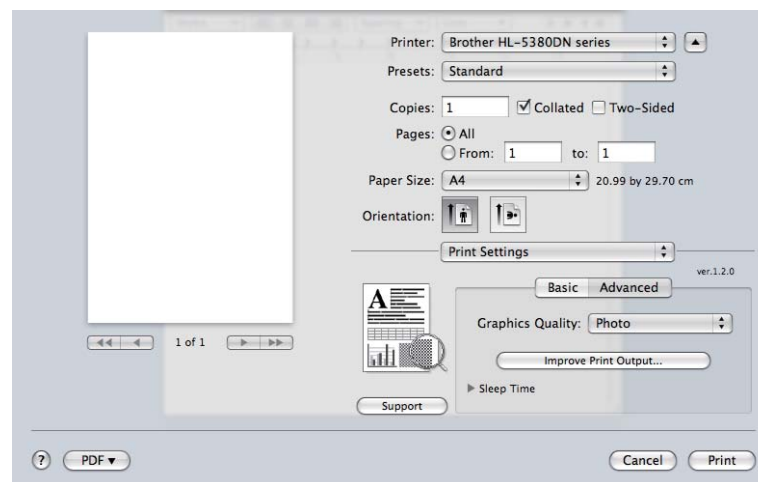 Printer: Brother HL-5380DN series
Presets: Standard
Copies: 1 Collated Two-Sided
Pages: All
From: 1 to: 1
Paper Size: A4 20.99 by 29.70 cm
Orientation:
Print Settings
ver.1.2.0
Basic Advanced
A
Graphics Quality: Photo
1 of 1
Improve Print Output...
Sleep Time
Support
? PDF▼ Cancel Print